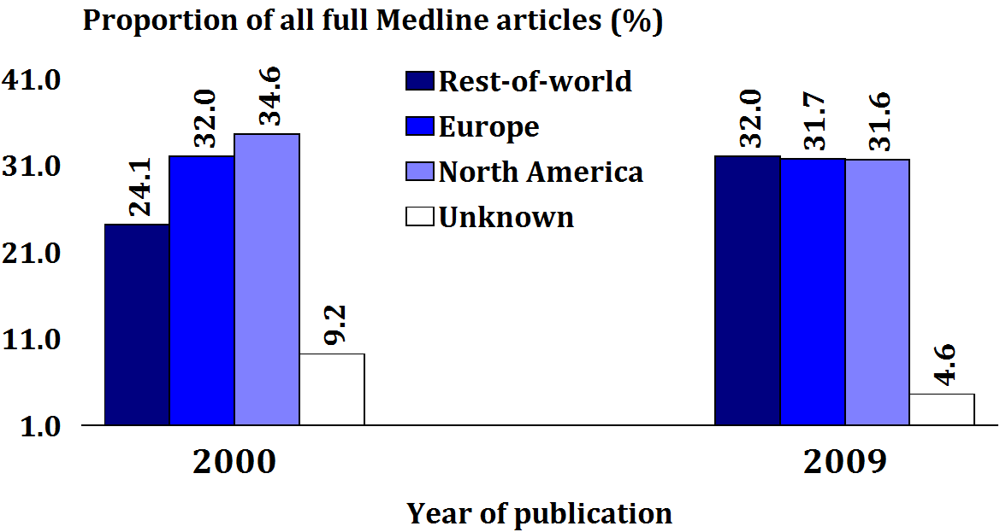 Proportion of all full Medline articles (%)
41.0
31.0
21.0
11.0
1.0
Rest-of-world
Europe
North America
Unknown
24.1
32.0
34.6
9.2
32.0
31.7
31.6
4.6
2000
2009
Year of publication